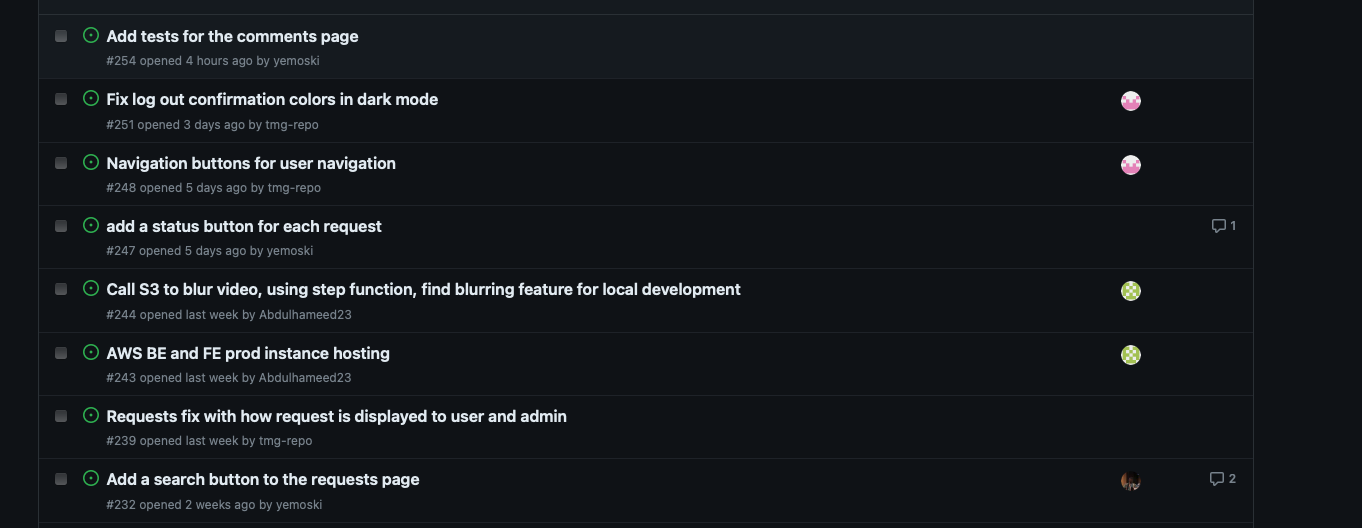 Add tests for the comments page
#254 opened 4 hours ago by yemoski
Fix log out confirmation colors in dark mode
#251 opened 3 days ago by tmg-repo
Navigation buttons for user navigation
#248 opened 5 days ago by tmg-repo
add a status button for each request
1
#247 opened 5 days ago by yemoski
Call S3 to blur video, using step function, find blurring feature for local development
#244 opened last week by Abdulhameed23
AWS BE and FE prod instance hosting
#243 opened last week by Abdulhameed23
Requests fix with how request is displayed to user and admin
#239 opened last week by tmg-repo
Add a search button to the requests page
2
#232 opened 2 weeks ago by yemoski